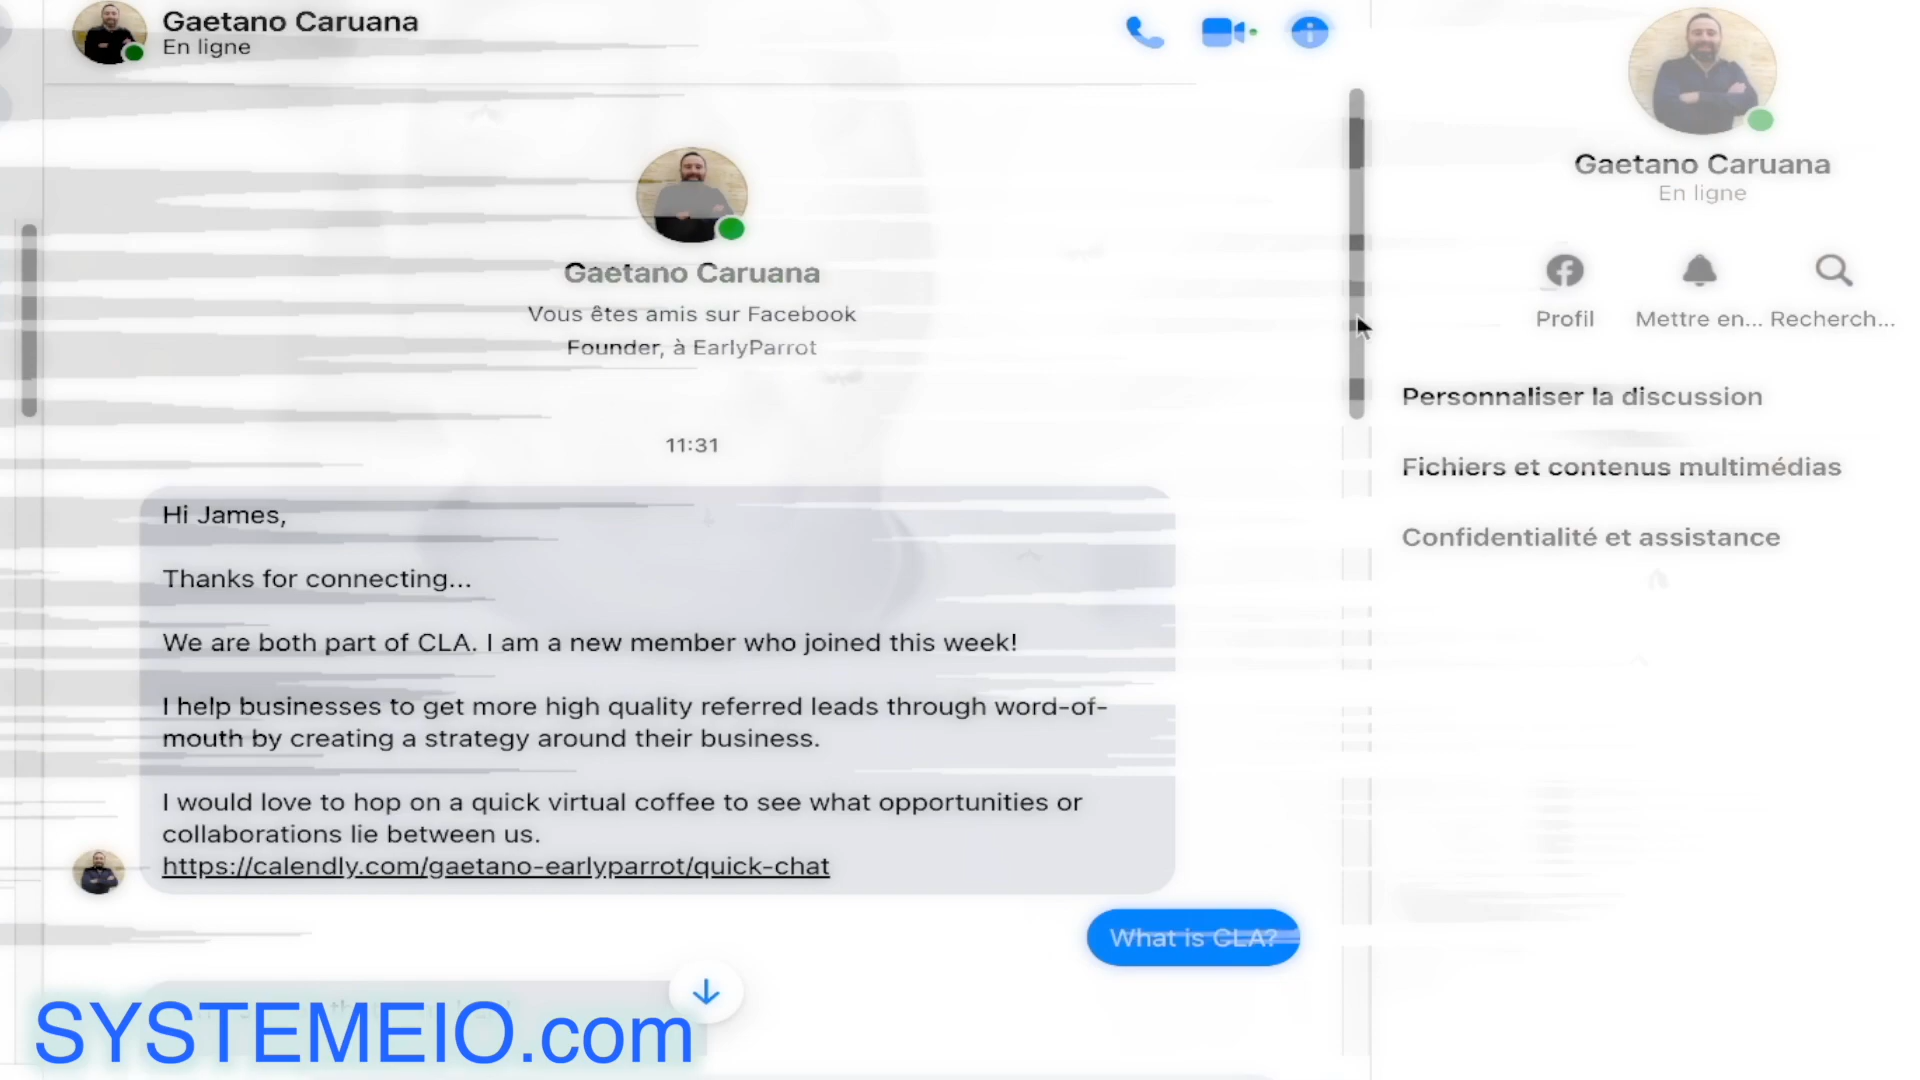 Gaetano Caruana
En ligne
Gaetano Caruana
Vous êtes amis sur Facebook
Founder, à EarlyParrot
11:31
Hi James,
Thanks for connecting...
We are both part of CLA. I am a new member who joined this week!
I help businesses to get more high quality referred leads through word-of-
mouth by creating a strategy around their business.
I would love to hop on a quick virtual coffee to see what opportunities or
collaborations lie between us.
https://calendly.com/gaetano-earlyparrot/quick-chat
What is CLA?
SYSTEMEIO.com
Gaetano Caruana
En ligne
Profil
Mettre en...
Recherch...
Personnaliser la discussion
Fichiers et contenus multimédias
Confidentialité et assistance